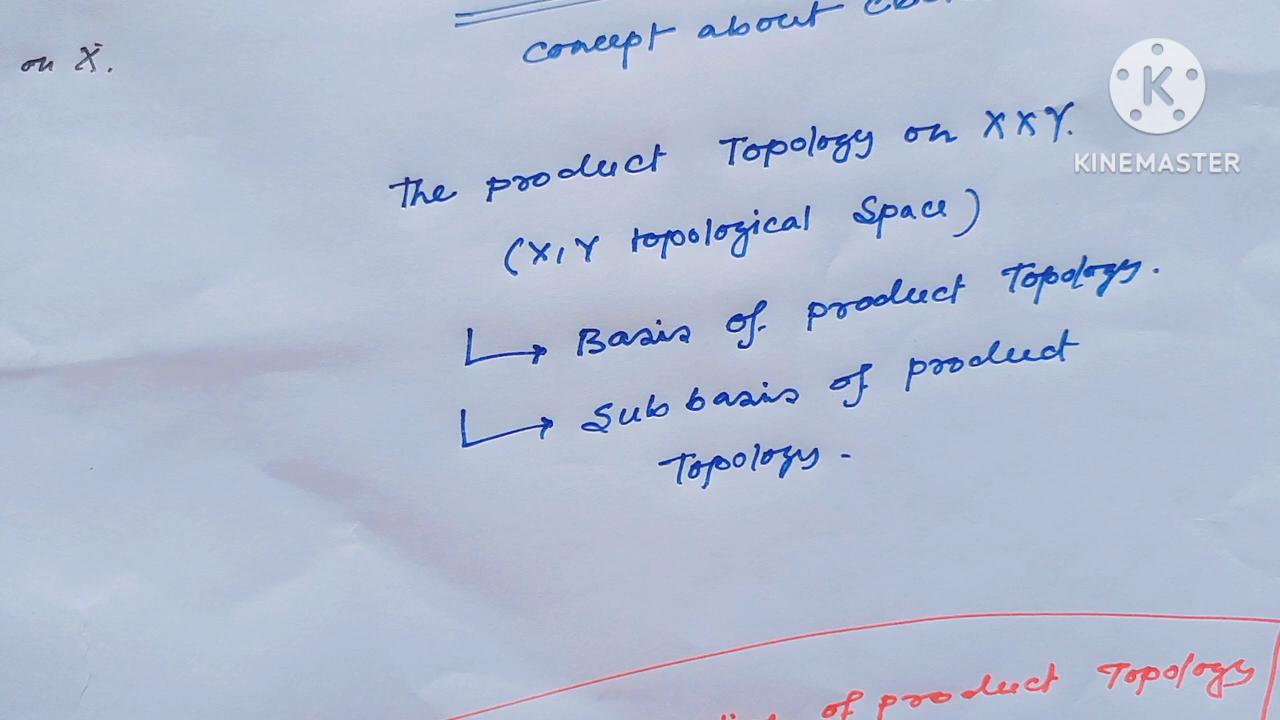 concept about
on X.
The product Topology on X X Y.
(X, Y topological Space)
Basis of product Topology.
Sub basis of product
Topology.
of product Topology
K
KINEMASTER